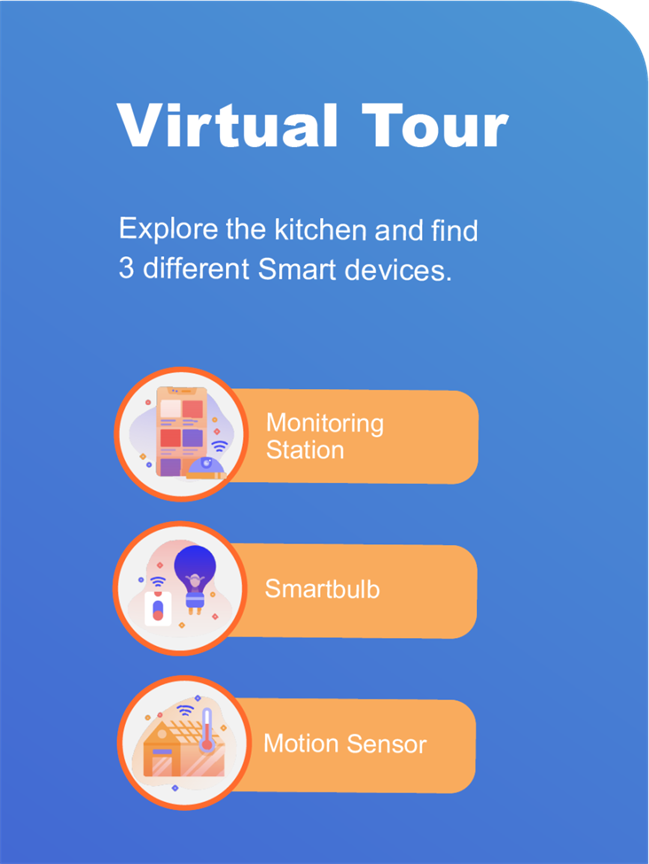 Virtual Tour
Explore the kitchen and find
3 different Smart devices.
Monitoring
Station
Smartbulb
Motion Sensor